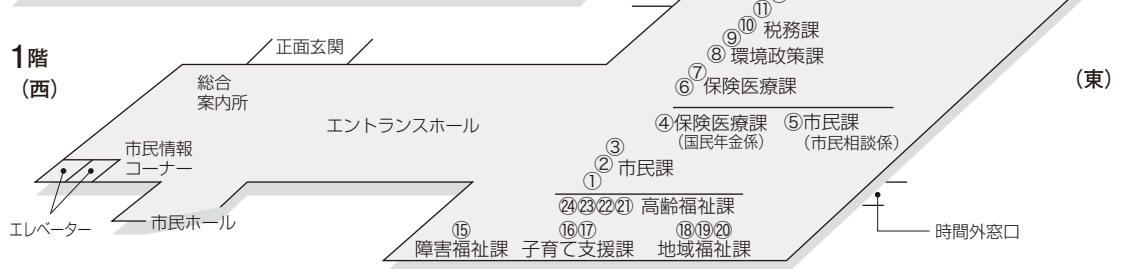 1階
(西)
正面玄関
総合
案内所
エントランスホール
市民情報
コーナー
エレベーター
市民ホール
⑪
⑩ 税務課
⑨
⑧ 環境政策課
⑦
⑥ 保険医療課
④保険医療課
(国民年金係)
⑤市民課
(市民相談係)
③
② 市民課
①
㉔㉓㉒㉑ 高齢福祉課
⑮
障害福祉課
⑯⑰
子育て支援課
⑱⑲⑳
地域福祉課
(東)
時間外窓口